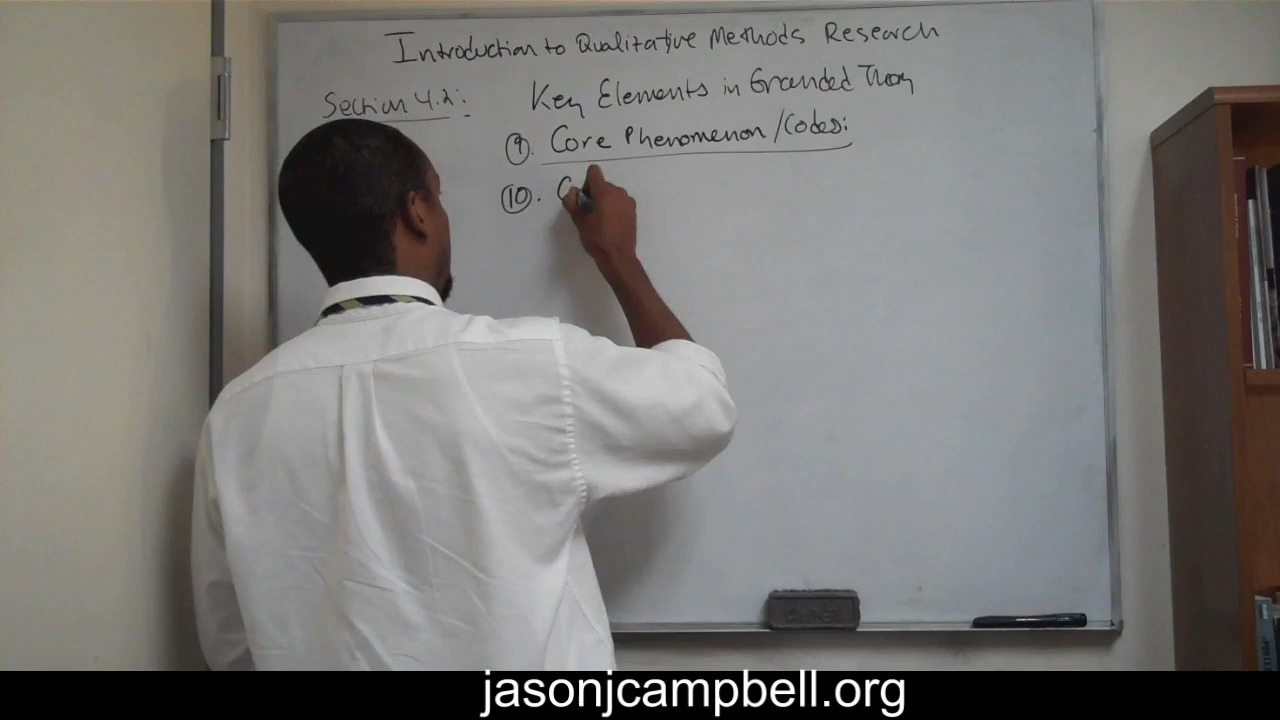 Introduction to Qualitative Methods Research
Section 4.2: Key Elements in Grounded Theory
9. Core Phenomenon/Codes:
10. C
jasonjcampbell.org